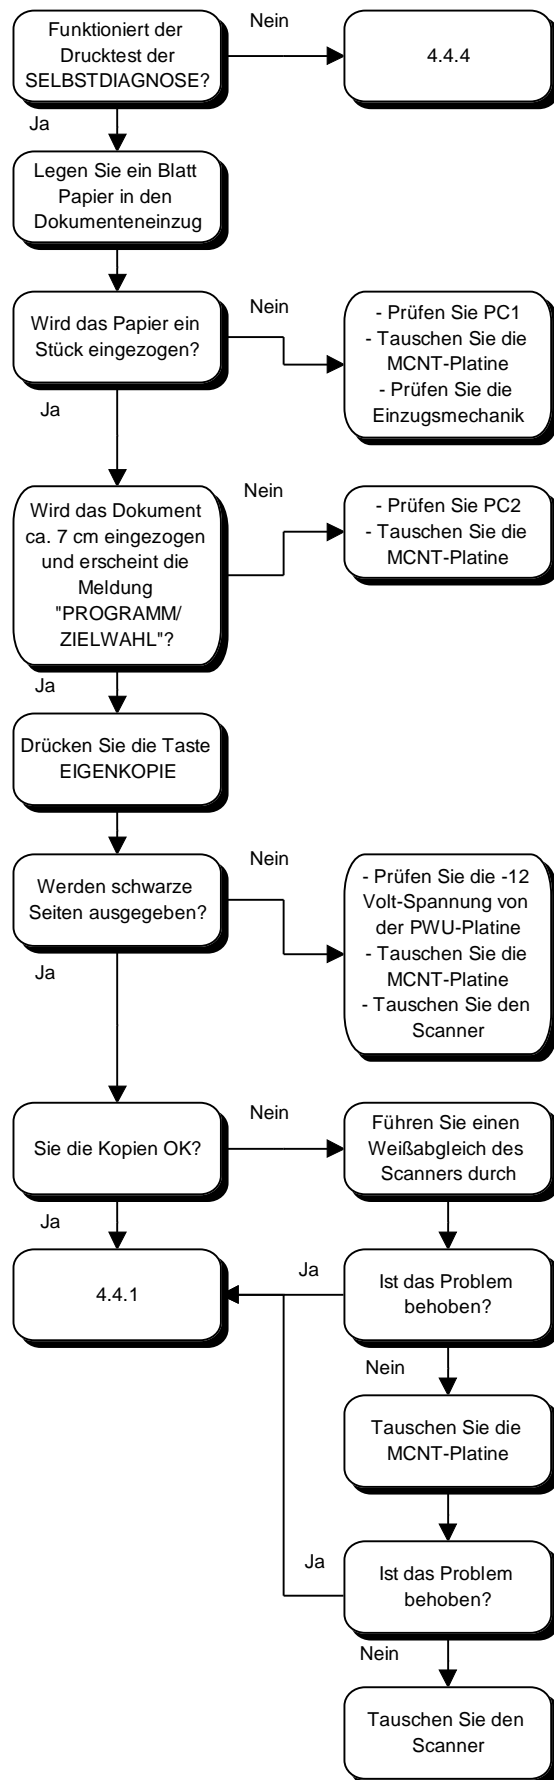 Funktioniert der
Drucktest der
SELBSTDIAGNOSE?
Nein
4.4.4
Ja
Legen Sie ein Blatt
Papier in den
Dokumenteneinzug
Wird das Papier ein
Stück eingezogen?
Nein
- Prüfen Sie PC1
- Tauschen Sie die
MCNT-Platine
- Prüfen Sie die
Einzugsmechanik
Ja
Wird das Dokument
ca. 7 cm eingezogen
und erscheint die
Meldung
"PROGRAMM/
ZIELWAHL"?
Nein
- Prüfen Sie PC2
- Tauschen Sie die
MCNT-Platine
Ja
Drücken Sie die Taste
EIGENKOPIE
Werden schwarze
Seiten ausgegeben?
Nein
- Prüfen Sie die -12
Volt-Spannung von
der PWU-Platine
- Tauschen Sie die
MCNT-Platine
- Tauschen Sie den
Scanner
Ja
Sie die Kopien OK?
Nein
Führen Sie einen
Weißabgleich des
Scanners durch
Ja
4.4.1
Ja
Ist das Problem
behoben?
Nein
Tauschen Sie die
MCNT-Platine
Ja
Ist das Problem
behoben?
Nein
Tauschen Sie den
Scanner